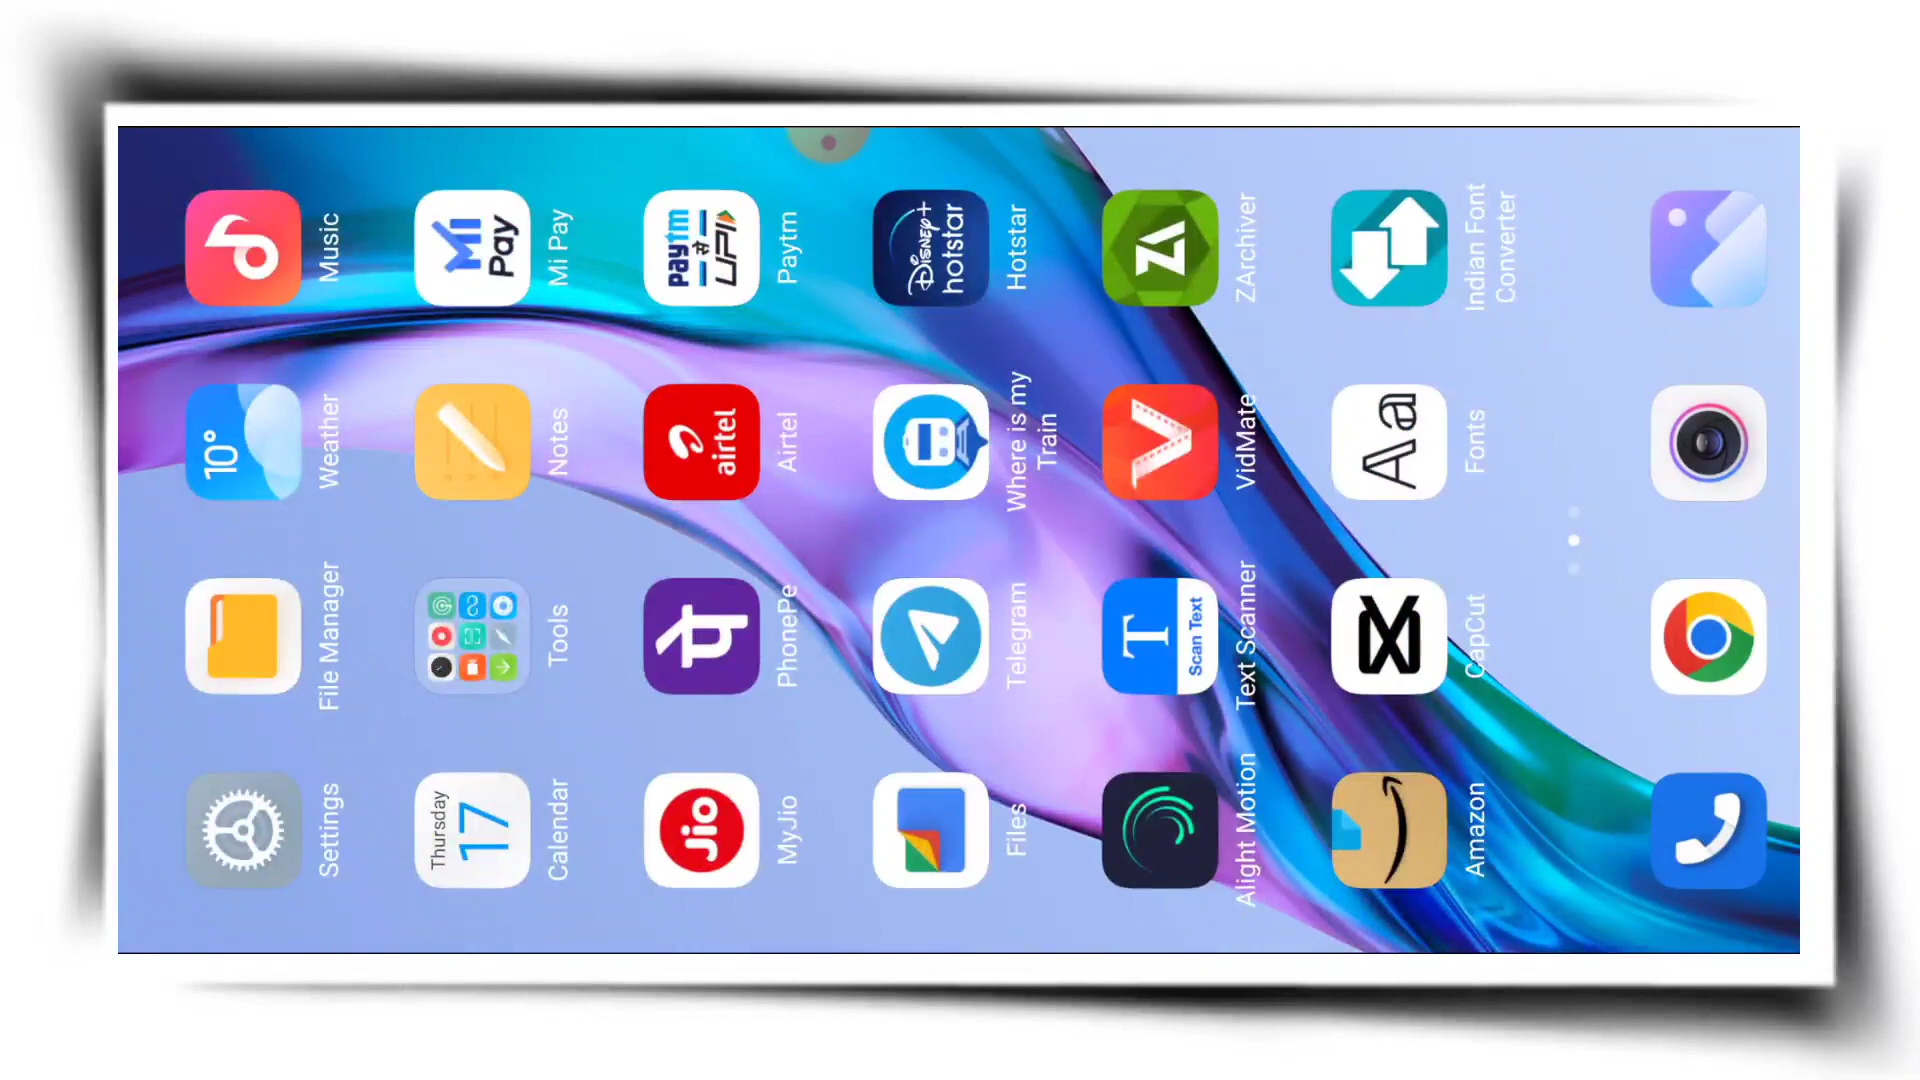 Settings
File Manager
10°
Weather
Music
Thursday
17
Calendar
Tools
Notes
Mi
Pay
Mi Pay
Jio
MyJio
PhonePe
airtel
Airtel
paytm
से
UPI
Paytm
Files
Telegram
Where is my
Train
Disney+
hotstar
Hotstar
Alight Motion
T
Scan Text
Text Scanner
VidMate
ZA
ZArchiver
Amazon
CapCut
Aa
Fonts
Indian Font
Converter